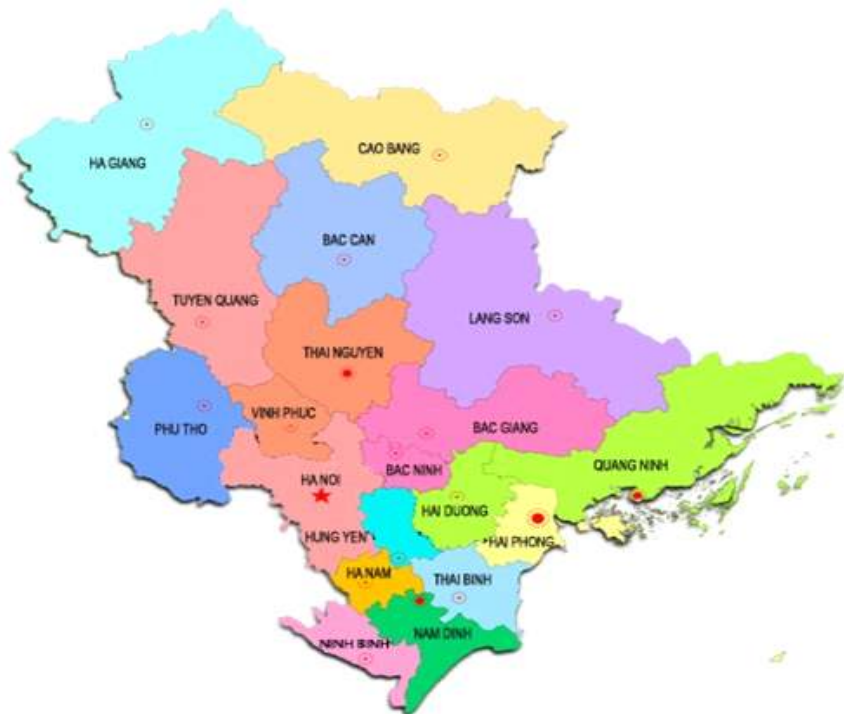 CAO BANG
HA GIANG
BAC CAN
TUYEN QUANG
LANG SON
THAI NGUYEN
VINH PHUC
PHU THO
BAC GIANG
QUANG NINH
BAC NINH
HA NOI
HAI DUONG
HUNG YEN
HAI PHONG
HA NAM
THAI BINH
NAM DINH
NINH BINH